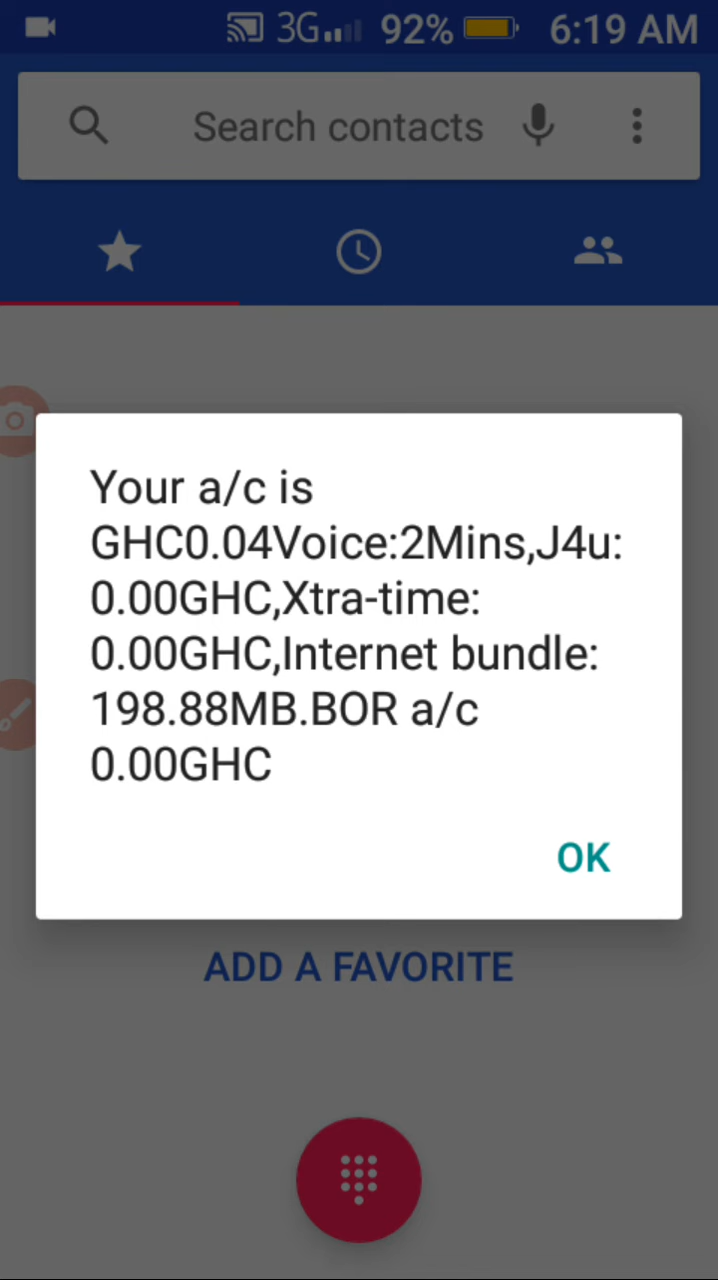 3G 92% 6:19 AM
Search contacts
Your a/c is
GHC0.04Voice:2Mins,J4u:
0.00GHC,Xtra-time:
0.00GHC,Internet bundle:
198.88MB.BOR a/c
0.00GHC
OK
ADD A FAVORITE